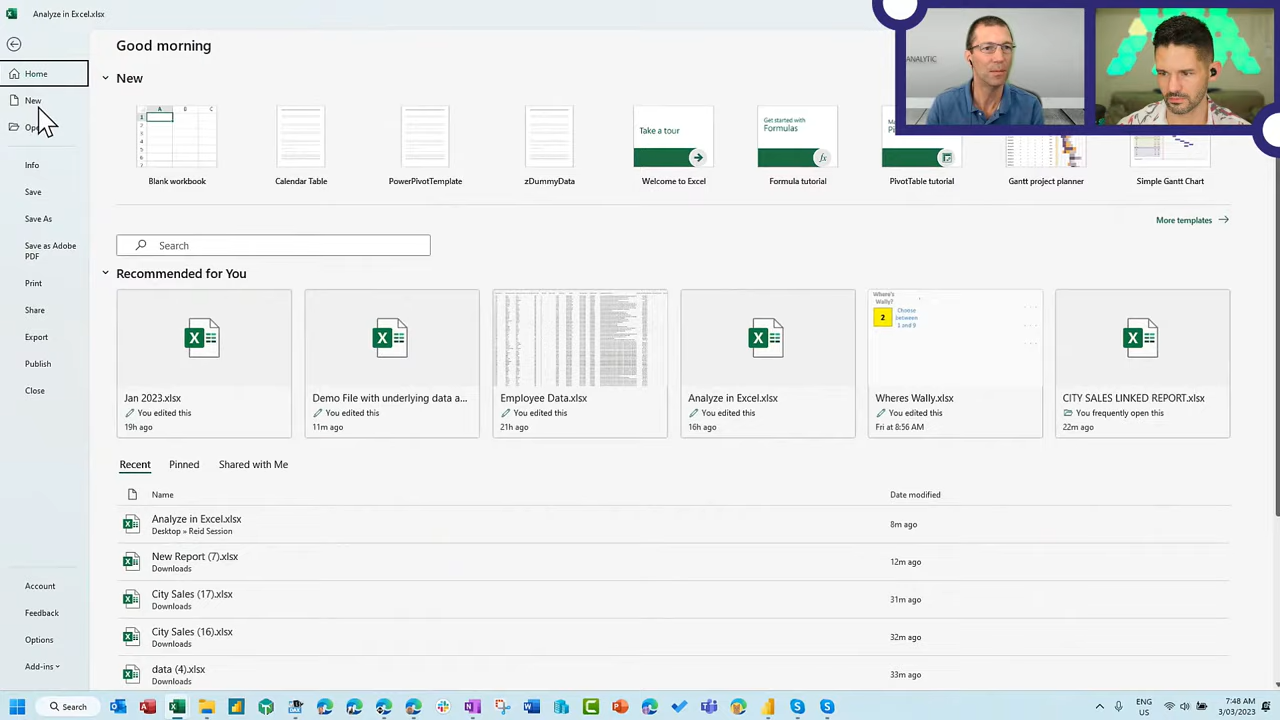 Analyze in Excel.xlsx
ANALYTIC
Good morning
Home
New
New
A
Get started with
Formulas
Take a tour
fx
Blank workbook
Calendar Table
PowerPivotTemplate
zDummyData
Welcome to Excel
Formula tutorial
PivotTable tutorial
Gantt project planner
Simple Gantt Chart
Info
Save
Save As
Save as Adobe
PDF
Print
Share
Export
Publish
Close
More templates
Search
Recommended for You
Where's
Wally?
2
Choose
between
1 and 9
Jan 2023.xlsx
You edited this
19h ago
Demo File with underlying data a...
You edited this
11m ago
Employee Data.xlsx
You edited this
21h ago
Analyze in Excel.xlsx
You edited this
16h ago
Wheres Wally.xlsx
You edited this
Fri at 8:56 AM
CITY SALES LINKED REPORT.xlsx
You frequently open this
22m ago
Recent
Pinned
Shared with Me
Name
Date modified
Analyze in Excel.xlsx
Desktop » Reid Session
8m ago
New Report (7).xlsx
Downloads
12m ago
City Sales (17).xlsx
Downloads
31m ago
City Sales (16).xlsx
Downloads
32m ago
data (4).xlsx
Downloads
33m ago
Account
Feedback
Options
Add-ins
Search
ENG
US
7:48 AM
3/03/2023